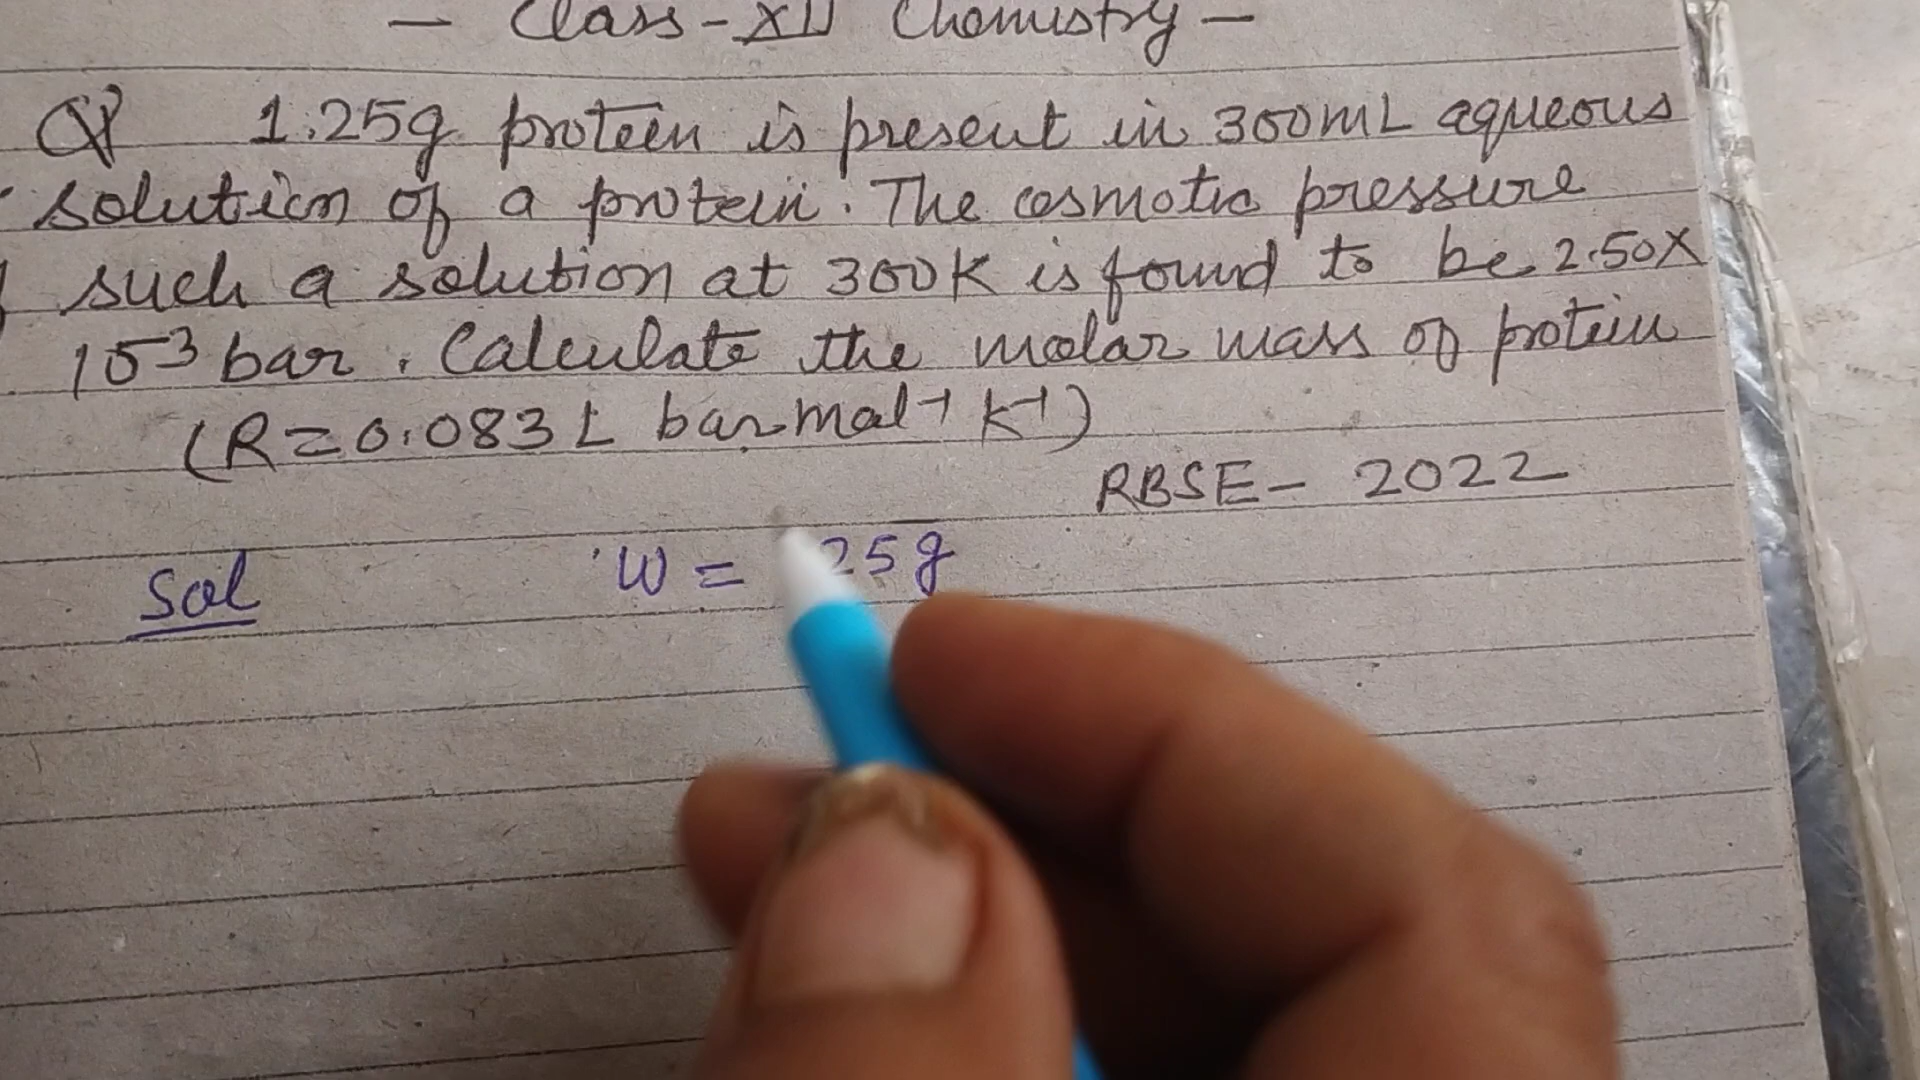 - Class-XII Chemistry -
Q 1.25g protein is present in 300mL aqueous
solution of a protein. The osmotic pressure
such a solution at 300K is found to be 2.50X
10⁻³ bar. Calculate the molar mass of protein
(R=0.083 L bar mol⁻¹ K⁻¹)
RBSE- 2022
Sol W = 25g